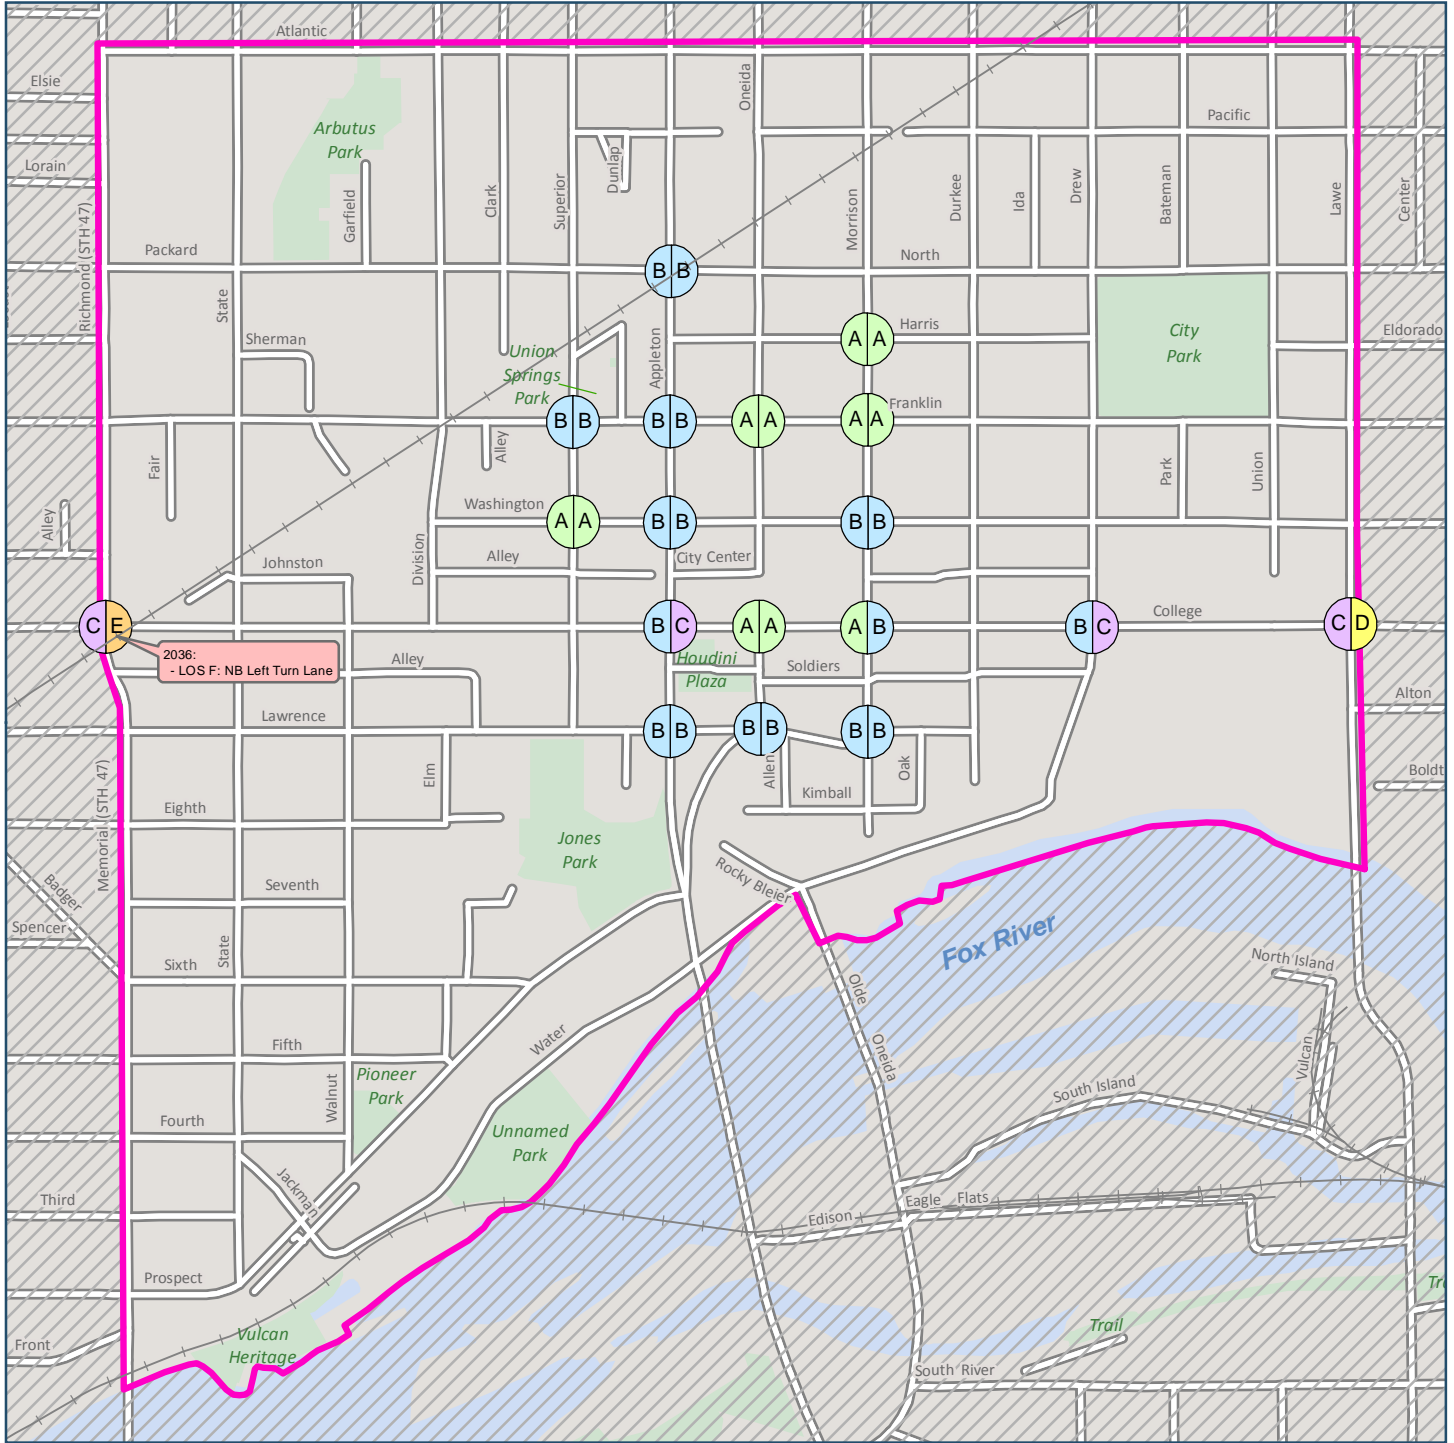 Atlantic
Elsie
Oneida
Pacific
Arbutus
Park
Dunlap
Lorain
Garfield
Clark
Superior
Morrison
Durkee
Ida
Drew
Bateman
Lawe
Center
Richmond (STH 47)
Packard
North
B B
State
Sherman
Appleton
A A
Harris
City
Park
Eldorado
Union
Springs
Park
B B
B B
A A
A A
Franklin
Fair
Alley
Park
Union
Alley
Washington
A A
B B
B B
Division
Johnston
Alley
City Center
C E
B C
A A
A B
B C
College
C D
2036:
- LOS F: NB Left Turn Lane
Alley
Houdini
Plaza
Soldiers
Alton
Lawrence
B B
B B
B B
Memorial (STH 47)
Elm
Allen
Oak
Boldt
Kimball
Eighth
Jones
Park
Badger
Seventh
Rocky Bleier
Spencer
State
Sixth
Fox River
North Island
Olde
Oneida
Fifth
Water
Vulcan
Pioneer
Park
Walnut
South Island
Fourth
Unnamed
Park
Jackman
Third
Eagle Flats
Edison
Prospect
Trail
Front
Vulcan
Heritage
South River